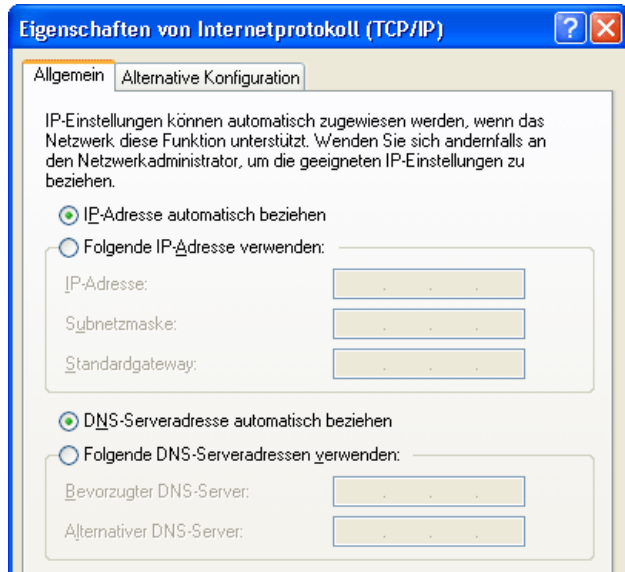 Eigenschaften von Internetprotokoll (TCP/IP)
Allgemein
Alternative Konfiguration
IP-Einstellungen können automatisch zugewiesen werden, wenn das
Netzwerk diese Funktion unterstützt. Wenden Sie sich andernfalls an
den Netzwerkadministrator, um die geeigneten IP-Einstellungen zu
beziehen.
IP-Adresse automatisch beziehen
Folgende IP-Adresse verwenden:
IP-Adresse:
Subnetzmaske:
Standardgateway:
DNS-Serveradresse automatisch beziehen
Folgende DNS-Serveradressen verwenden:
Bevorzugter DNS-Server:
Alternativer DNS-Server: